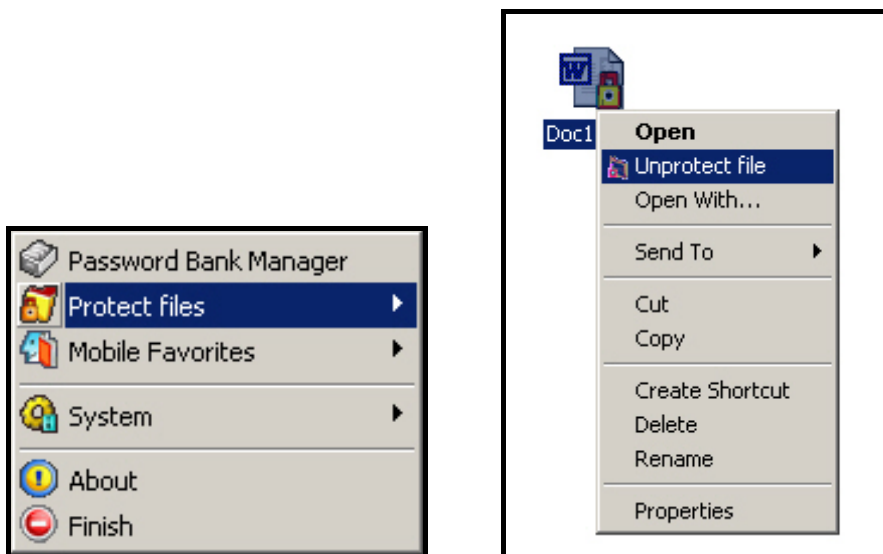 Password Bank Manager
Protect files
Mobile Favorites
System
About
Finish
W
Doc1
Open
Unprotect file
Open With...
Send To
Cut
Copy
Create Shortcut
Delete
Rename
Properties